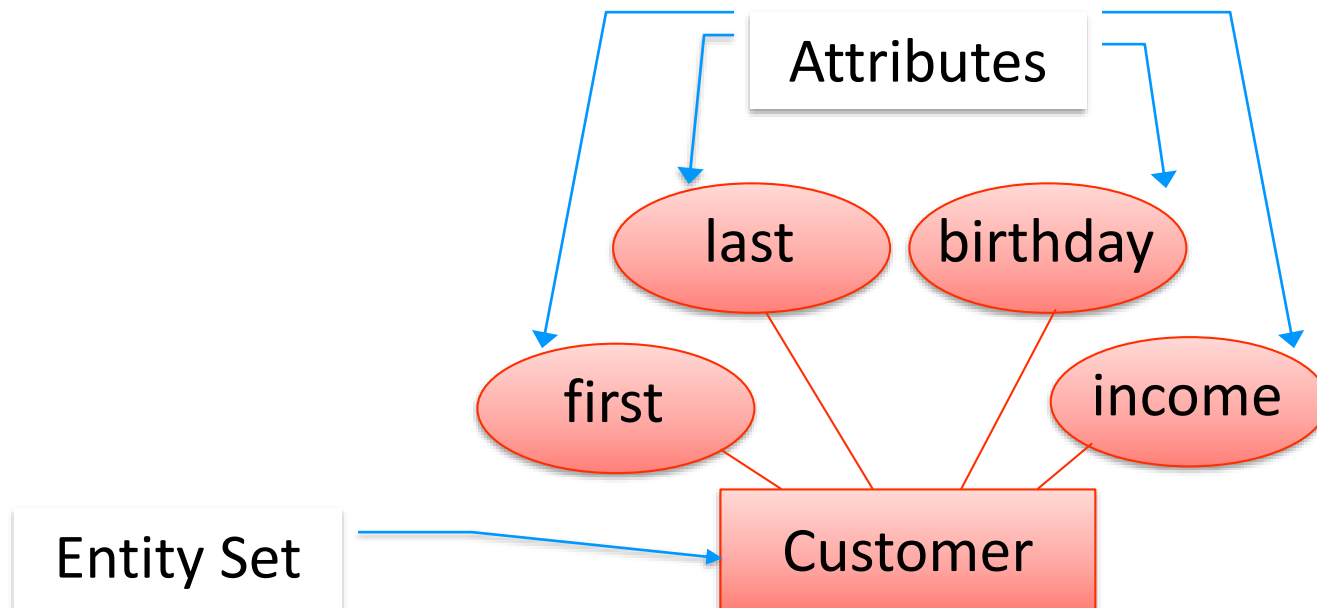 Attributes
last
birthday
first
income
Entity Set
Customer